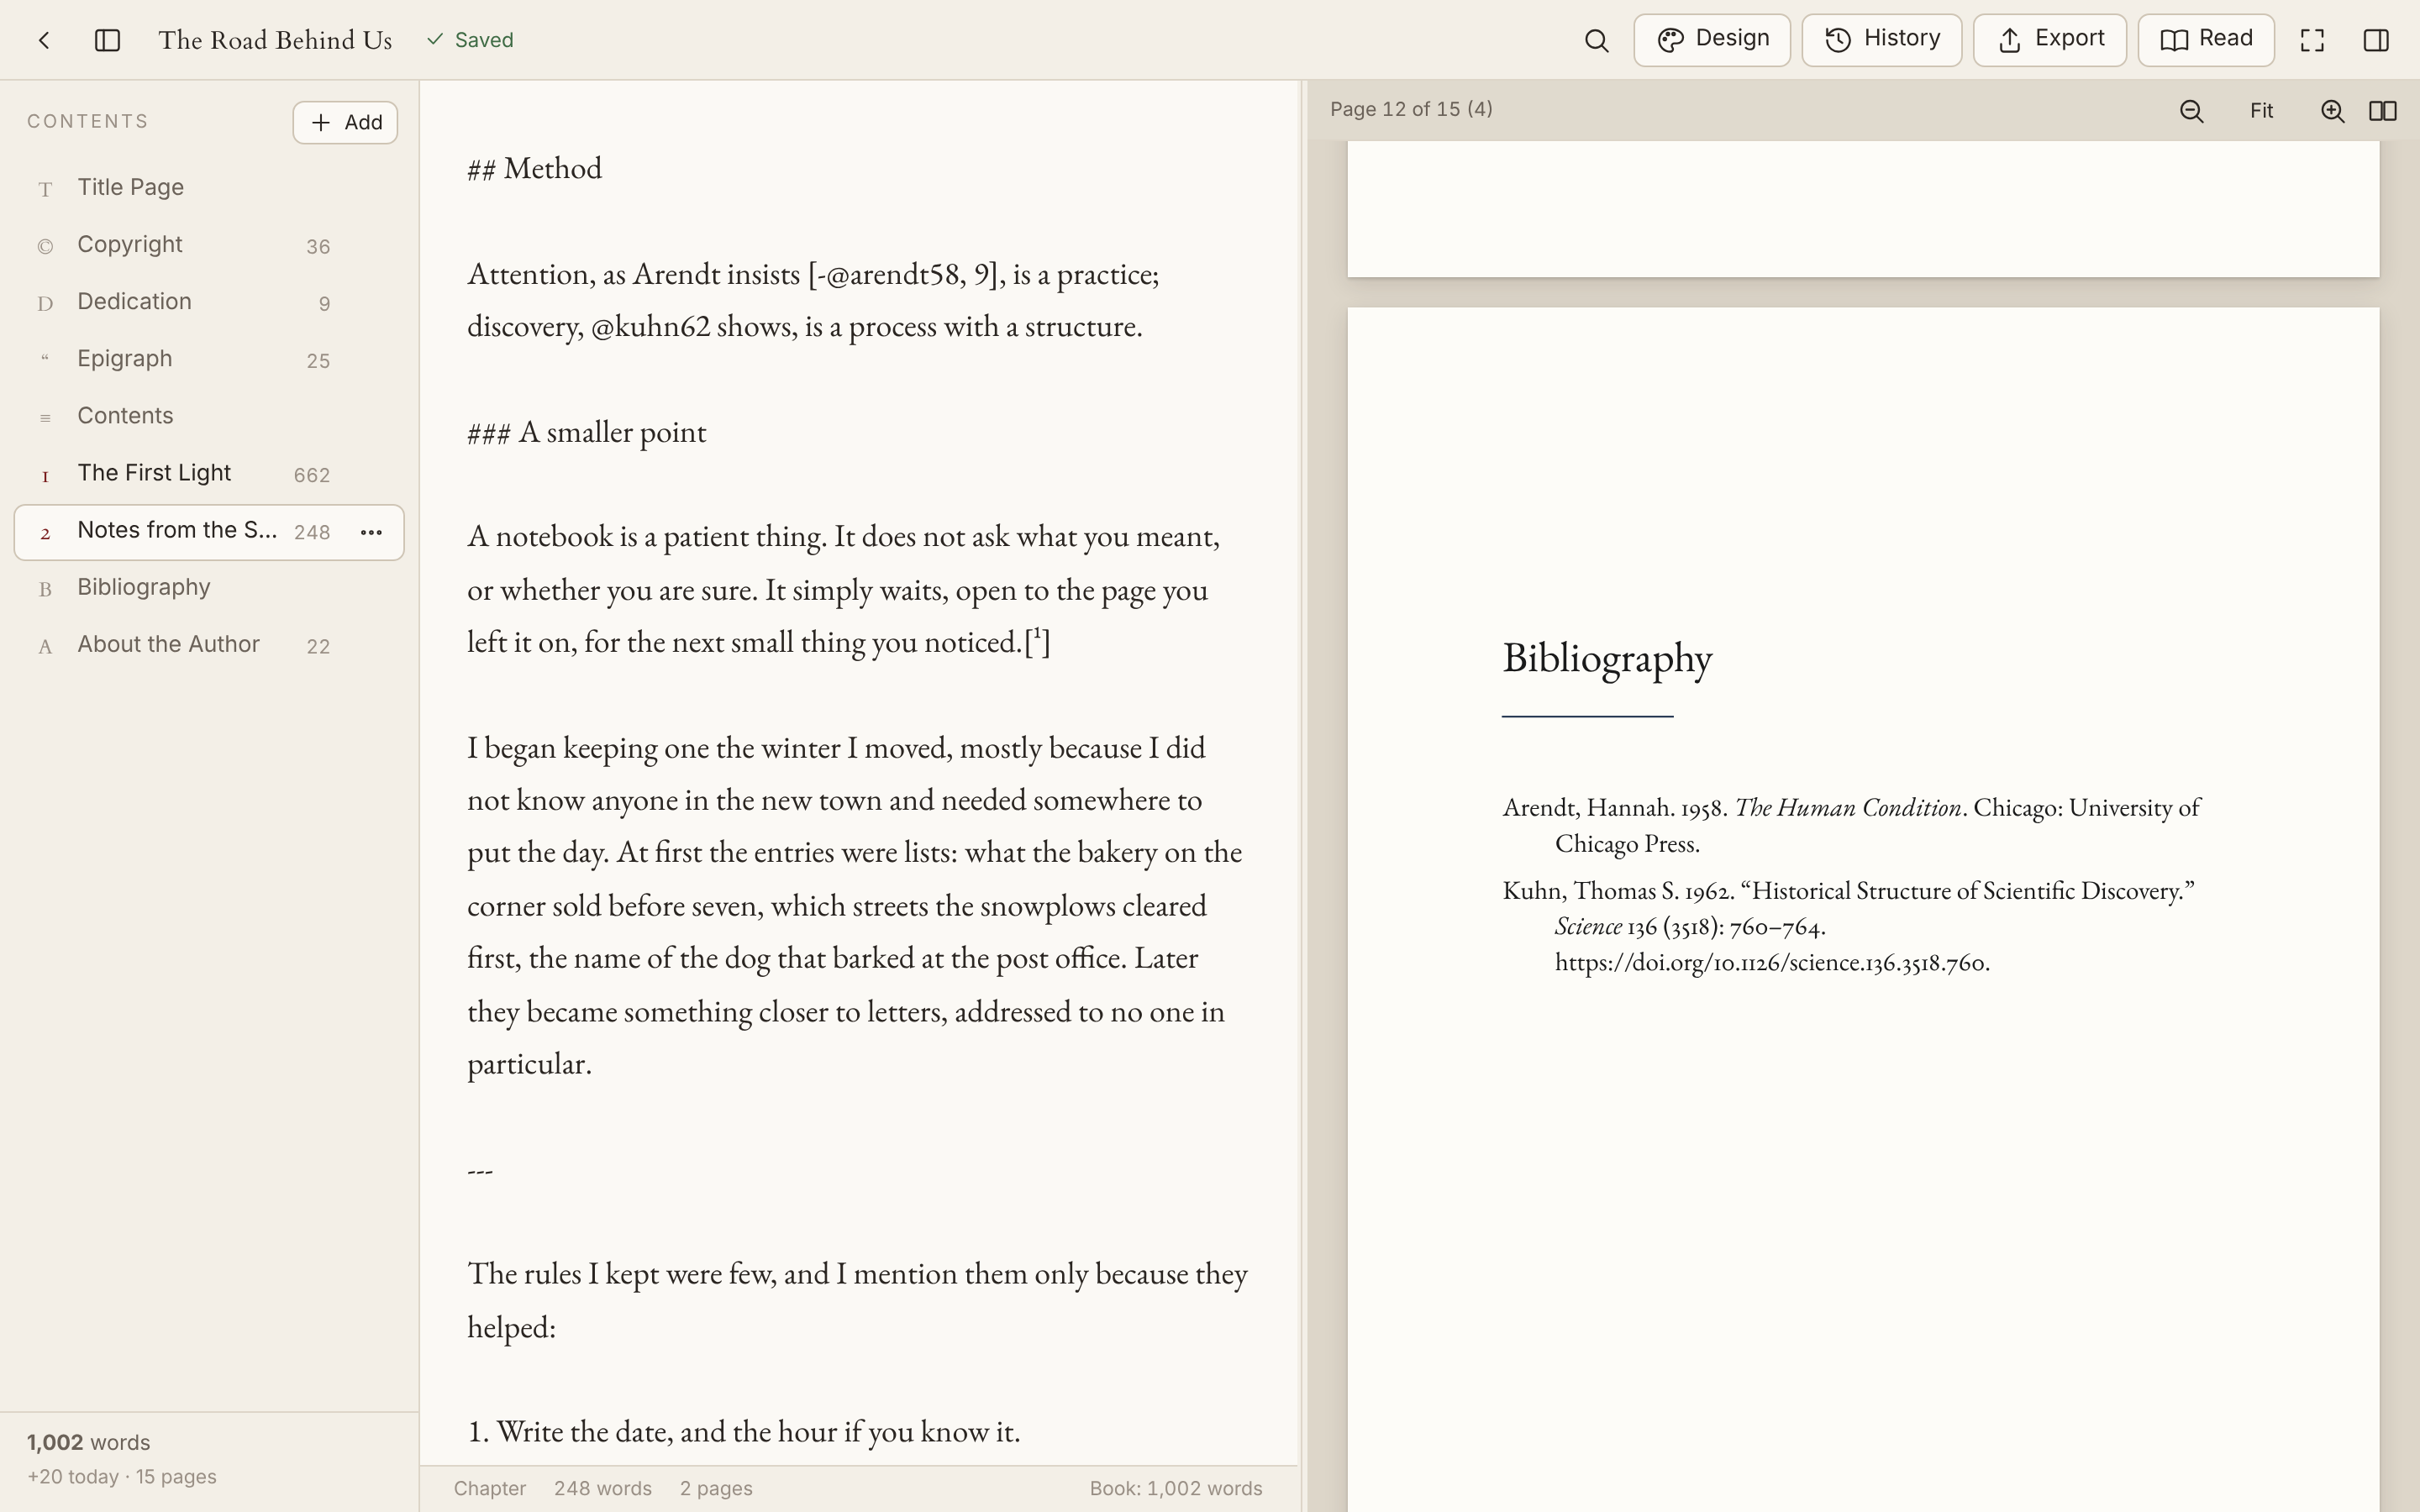 The Road Behind Us
Saved
Design
History
Export
Read
CONTENTS
Add
T Title Page
© Copyright 36
D Dedication 9
“ Epigraph 25
≡ Contents
1 The First Light 662
2 Notes from the S... 248
B Bibliography
A About the Author 22
1,002 words
+20 today · 15 pages
## Method
Attention, as Arendt insists [-@arendt58, 9], is a practice;
discovery, @kuhn62 shows, is a process with a structure.
### A smaller point
A notebook is a patient thing. It does not ask what you meant,
or whether you are sure. It simply waits, open to the page you
left it on, for the next small thing you noticed.[¹]
I began keeping one the winter I moved, mostly because I did
not know anyone in the new town and needed somewhere to
put the day. At first the entries were lists: what the bakery on the
corner sold before seven, which streets the snowplows cleared
first, the name of the dog that barked at the post office. Later
they became something closer to letters, addressed to no one in
particular.
---
The rules I kept were few, and I mention them only because they
helped:
1. Write the date, and the hour if you know it.
Chapter 248 words 2 pages Book: 1,002 words
Page 12 of 15 (4)
Fit
Bibliography
Arendt, Hannah. 1958. The Human Condition. Chicago: University of
Chicago Press.
Kuhn, Thomas S. 1962. “Historical Structure of Scientific Discovery.”
Science 136 (3518): 760–764.
https://doi.org/10.1126/science.136.3518.760.